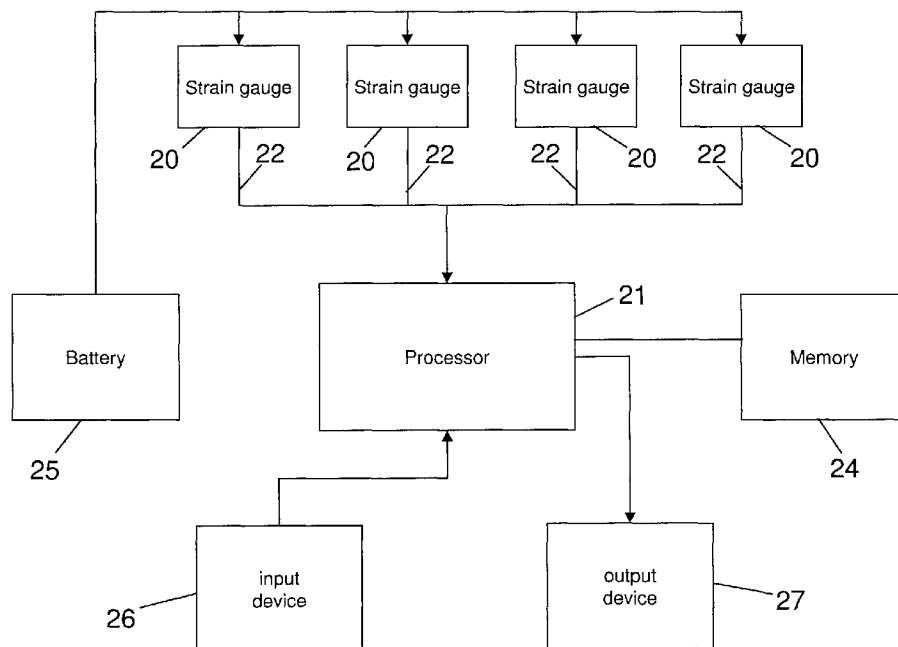 Strain gauge
Strain gauge
Strain gauge
Strain gauge
20
22
20
22
22
20
22
20
21
Battery
Processor
Memory
25
24
input
device
output
device
26
27